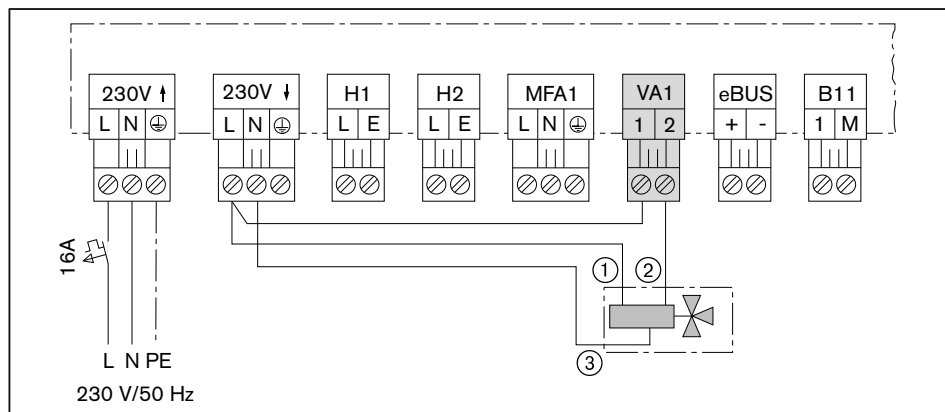 230V ↑ 230V ↓ H1 H2 MFA1 VA1 eBUS B11
L N ⏚ L N ⏚ L E L E L N ⏚ 1 2 + - 1 M
16A
① ②
③
L N PE
230 V/50 Hz